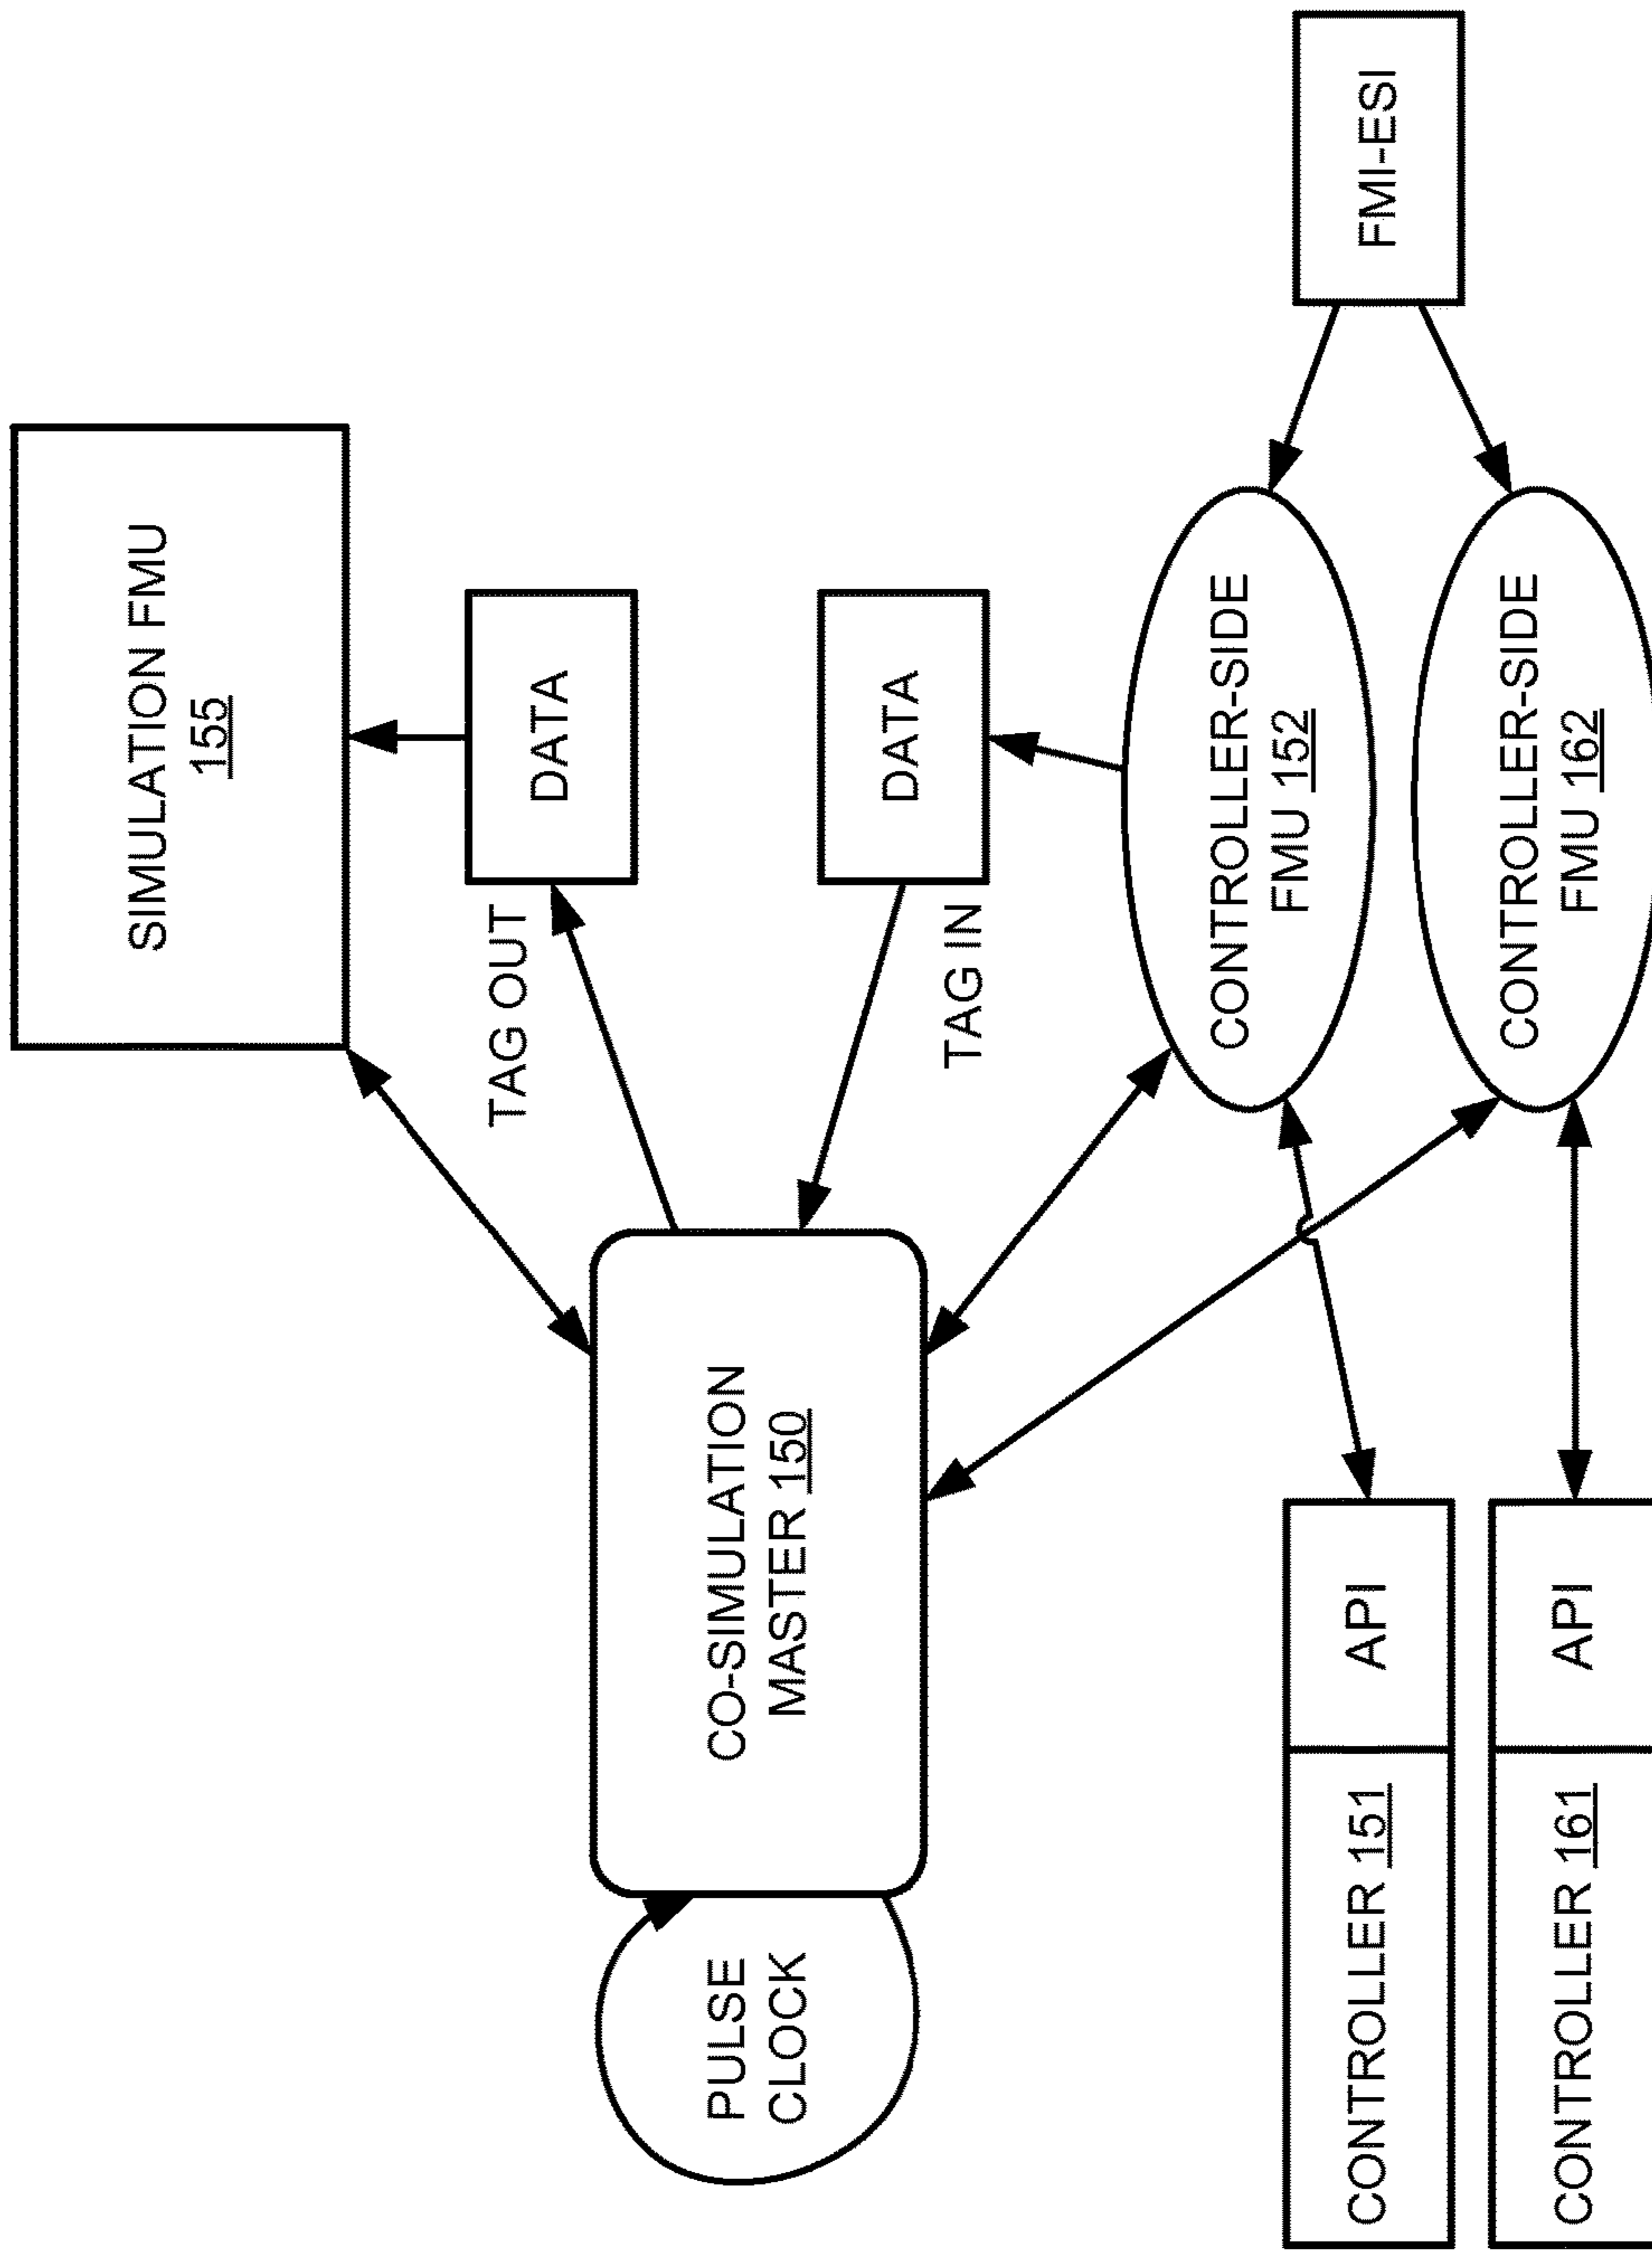 SIMULATION FMU
155
DATA
TAG OUT
DATA
TAG IN
PULSE
CLOCK
CO-SIMULATION
MASTER 150
FMI-ESI
CONTROLLER-SIDE
FMU 152
CONTROLLER-SIDE
FMU 162
CONTROLLER 151
API
CONTROLLER 161
API